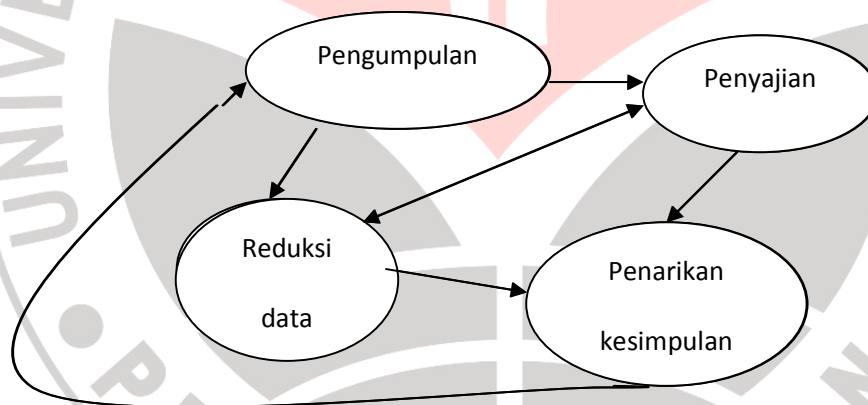 Pengumpulan
Penyajian
Reduksi
data
Penarikan
kesimpulan